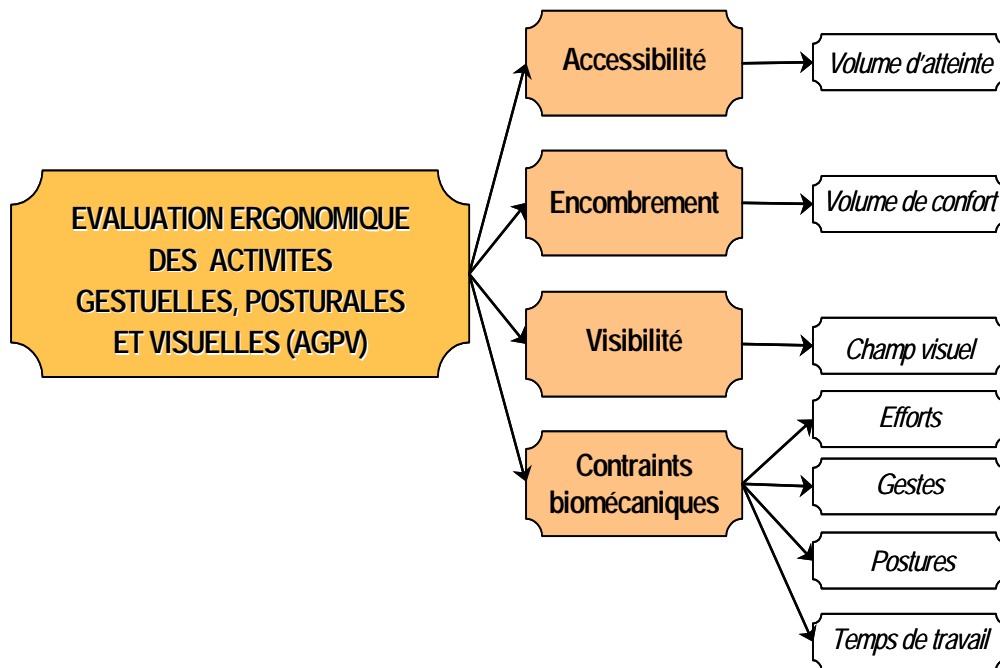 EVALUATION ERGONOMIQUE
DES ACTIVITES
GESTUELLES, POSTURALES
ET VISUELLES (AGPV)
Accessibilité
Volume d'atteinte
Encombrement
Volume de confort
Visibilité
Champ visuel
Contraints
biomécaniques
Efforts
Gestes
Postures
Temps de travail